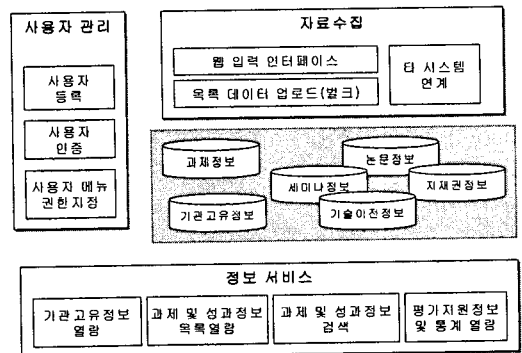 사용자 관리
사용자
등록
사용자
인증
사용자 메뉴
권한지정
자료수집
웹 입력 인터페이스
목록 데이터 업로드(벌크)
타 시스템
연계
과제정보
논문정보
세미나정보
지재권정보
기관고유정보
기술이전정보
정보 서비스
기관고유정보
열람
과제 및 성과정보
목록열람
과제 및 성과정보
검색
평가지원정보
및 통계 열람